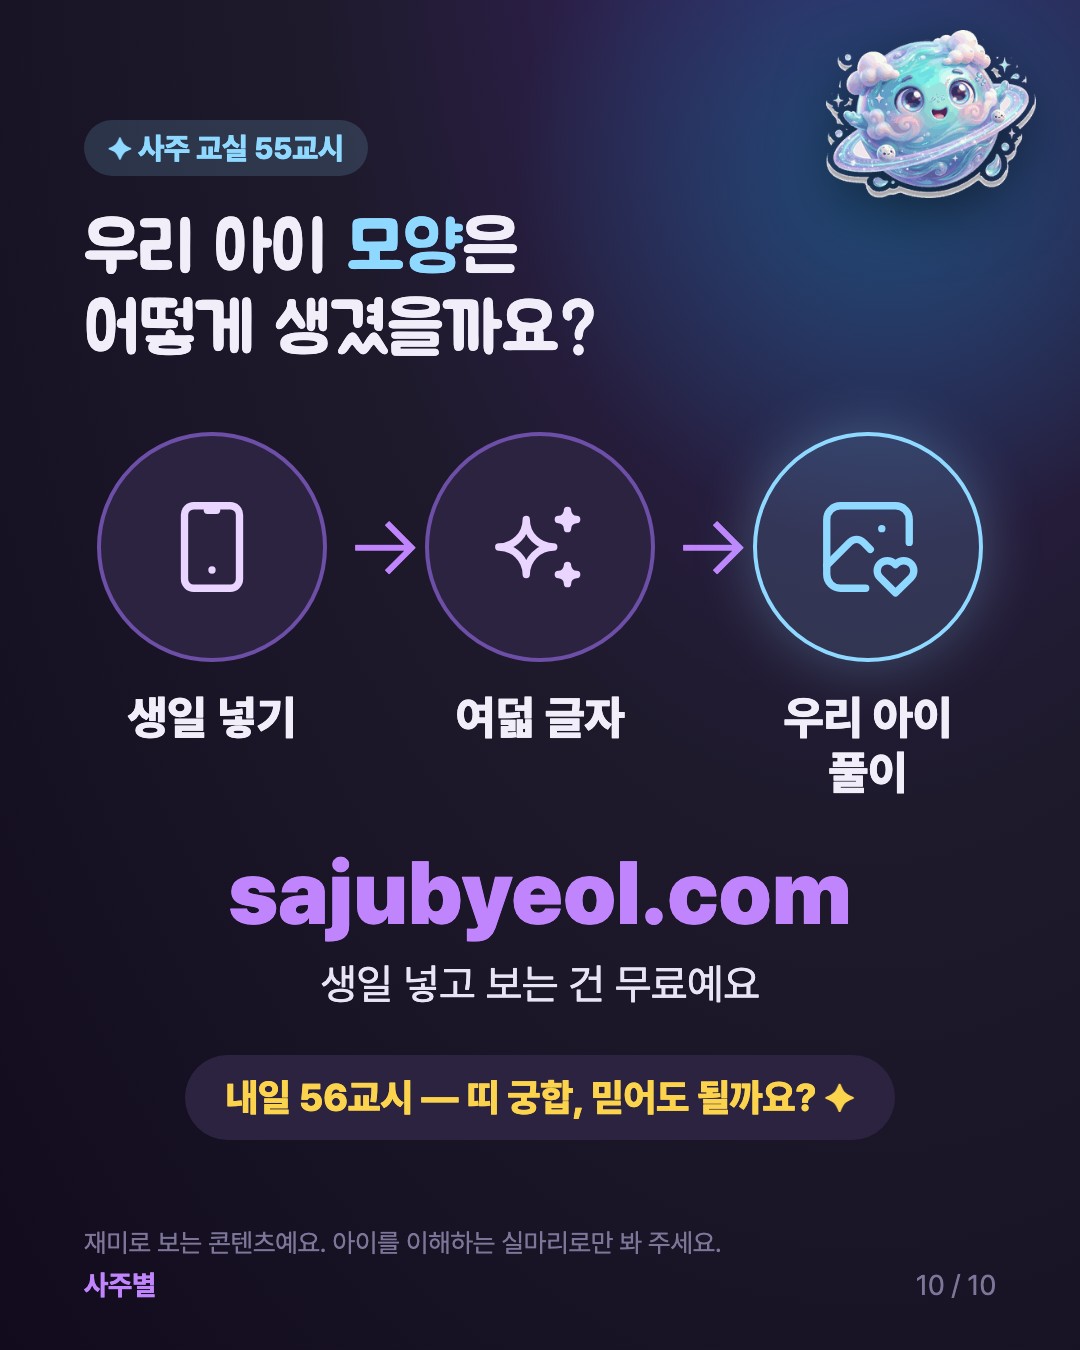 ✦ 사주 교실 55교시
우리 아이 모양은
어떻게 생겼을까요?
생일 넣기
여덟 글자
우리 아이
풀이
sajubyeol.com
생일 넣고 보는 건 무료예요
내일 56교시 — 띠 궁합, 믿어도 될까요? ✦
재미로 보는 콘텐츠예요. 아이를 이해하는 실마리로만 봐 주세요.
사주별
10 / 10